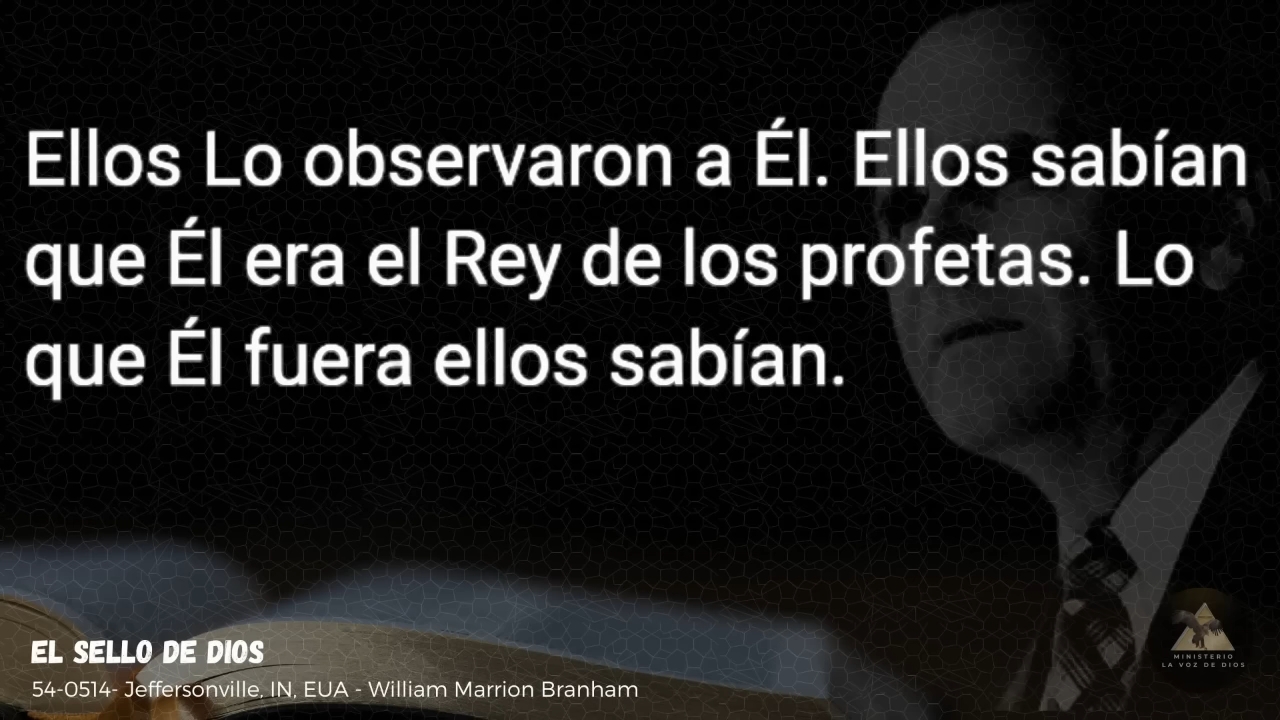 Ellos Lo observaron a Él. Ellos sabían
que Él era el Rey de los profetas. Lo
que Él fuera ellos sabían.
EL SELLO DE DIOS
54-0514- Jeffersonville, IN, EUA - William Marrion Branham
MINISTERIO
LA VOZ DE DIOS